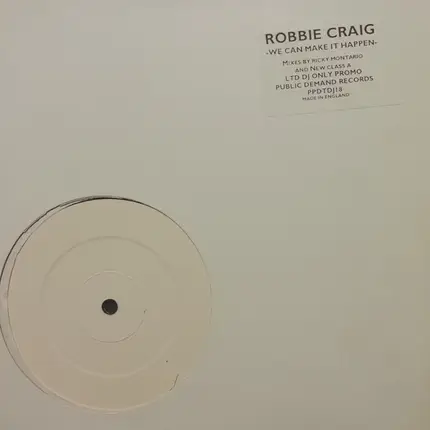 ROBBIE CRAIG
-WE CAN MAKE IT HAPPEN-
MIXES BY RICKY MONTARIO
AND NEW CLASS A
LTD DJ ONLY PROMO
PUBLIC DEMAND RECORDS
PPDTDJ18
MADE IN ENGLAND